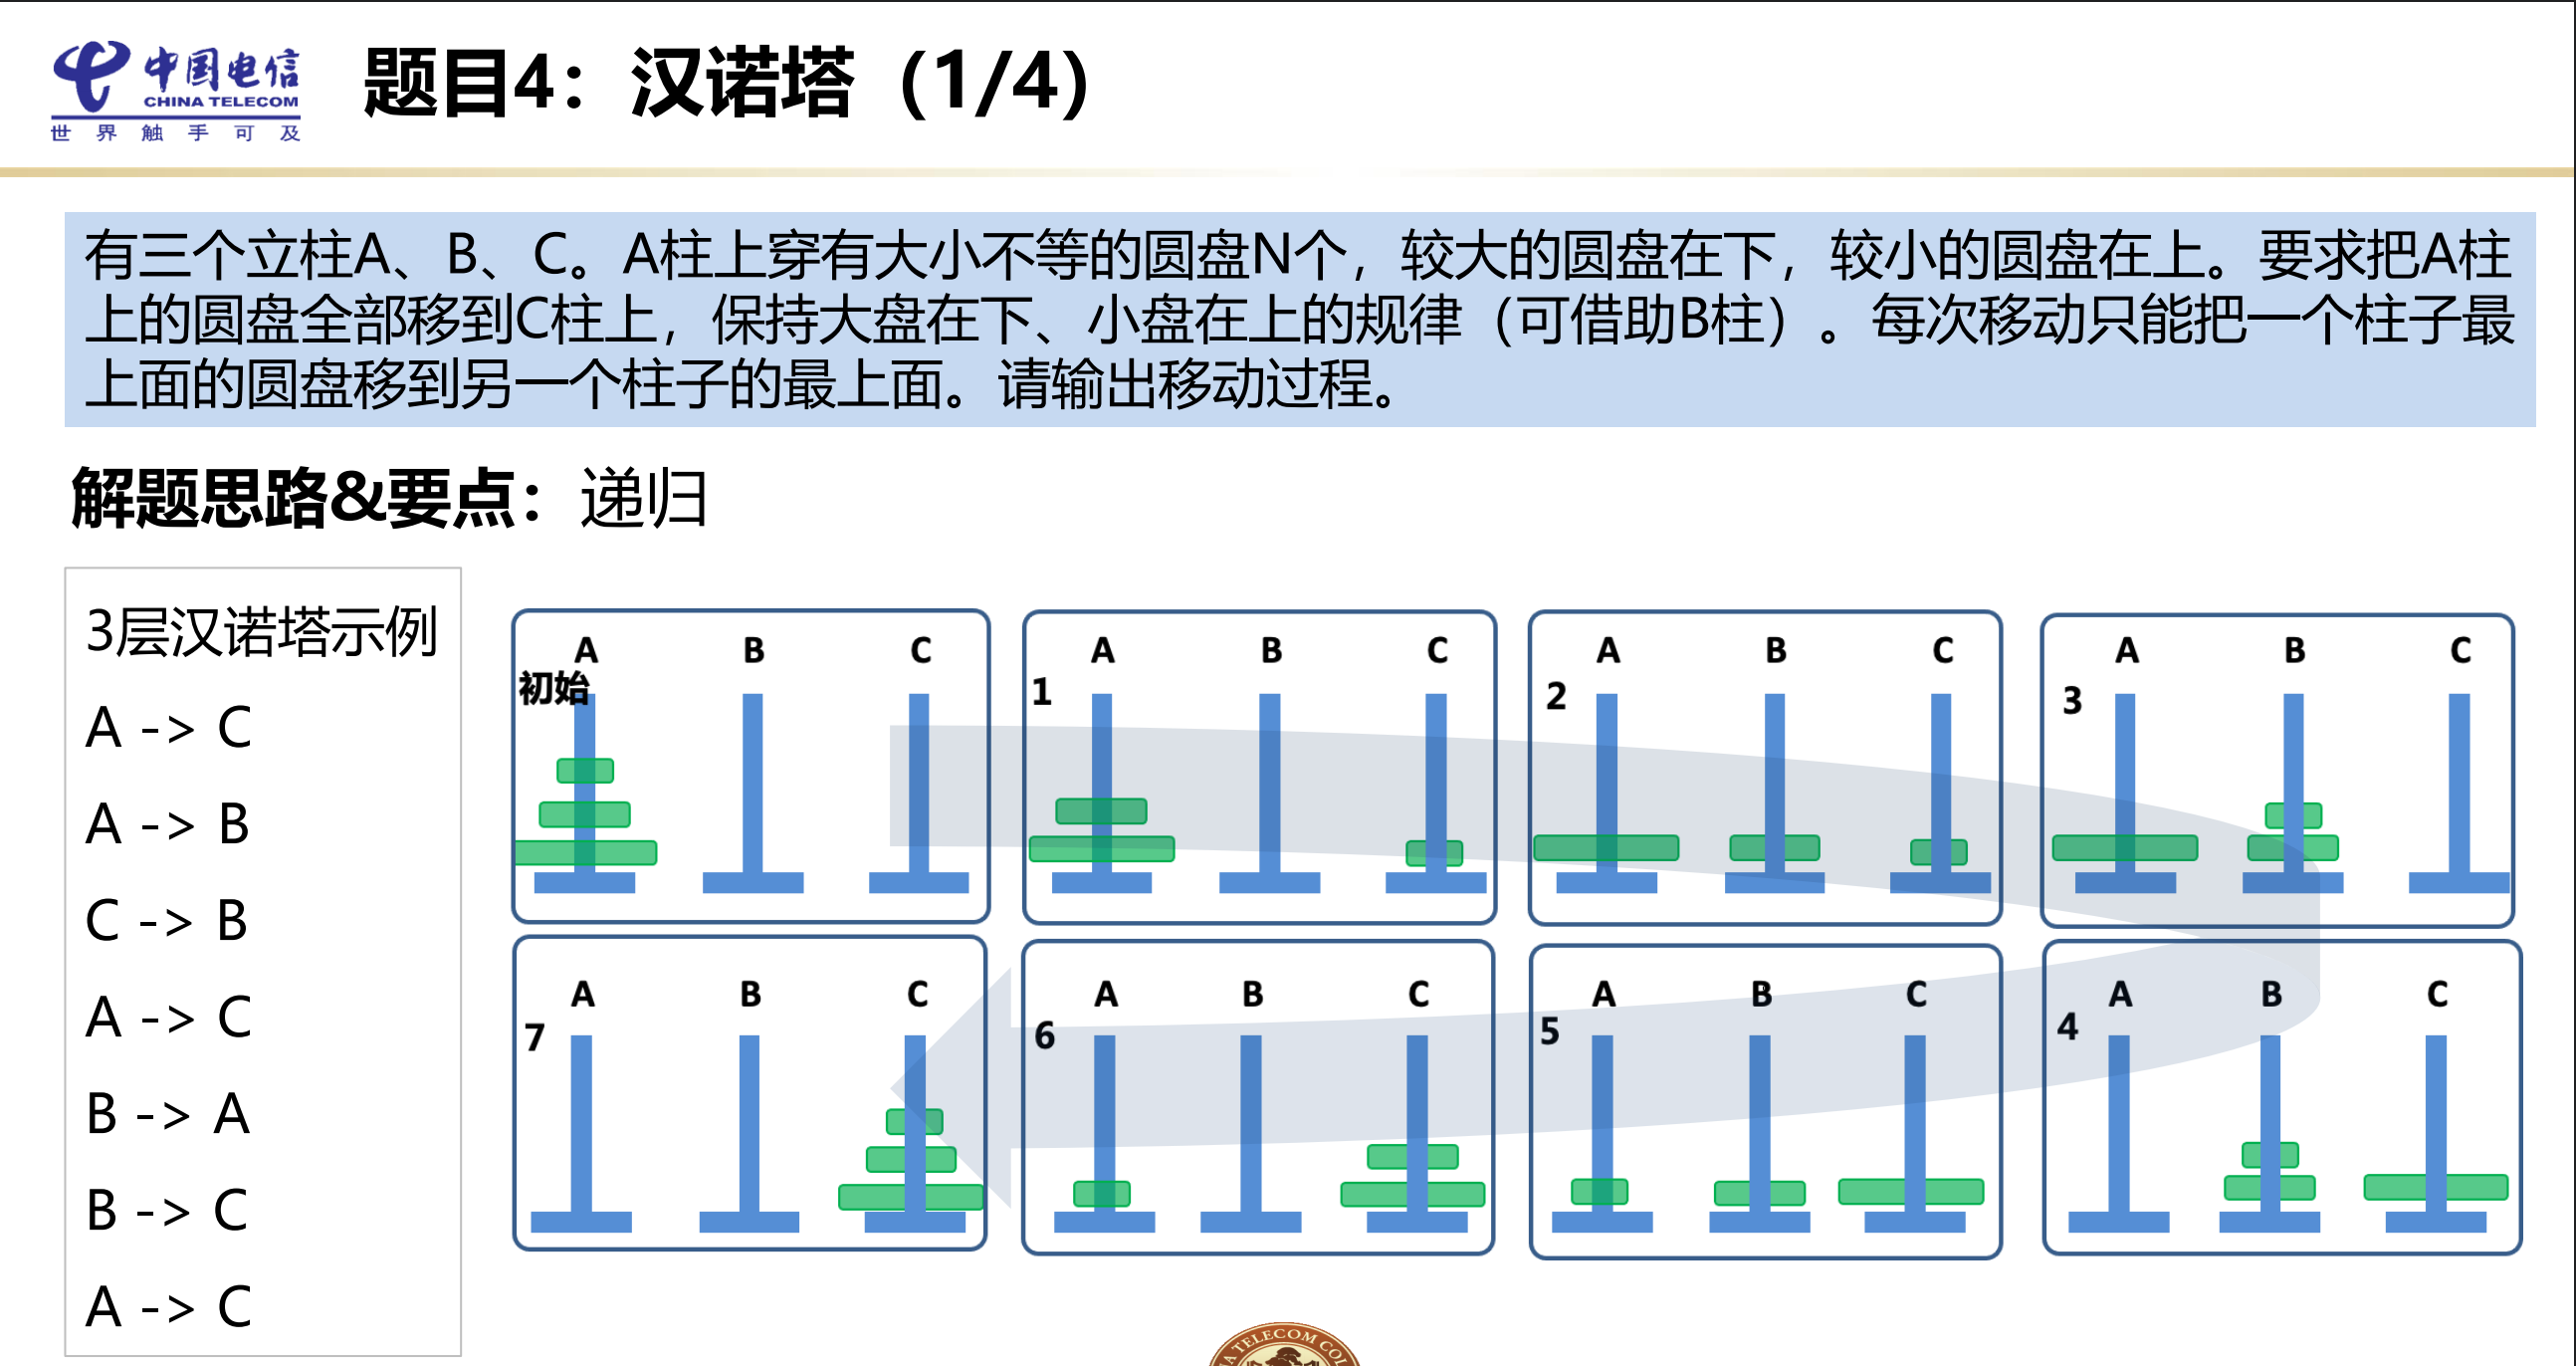 中国电信
CHINA TELECOM
世界触手可及
题目4：汉诺塔（1/4）
有三个立柱A、B、C。A柱上穿有大小不等的圆盘N个，较大的圆盘在下，较小的圆盘在上。要求把A柱
上的圆盘全部移到C柱上，保持大盘在下、小盘在上的规律（可借助B柱）。每次移动只能把一个柱子最
上面的圆盘移到另一个柱子的最上面。请输出移动过程。
解题思路&要点：递归
3层汉诺塔示例
A -> C
A -> B
C -> B
A -> C
B -> A
B -> C
A -> C
A B C
初始
A B C
1
A B C
2
A B C
3
A B C
7
A B C
6
A B C
5
A B C
4
TELECOM